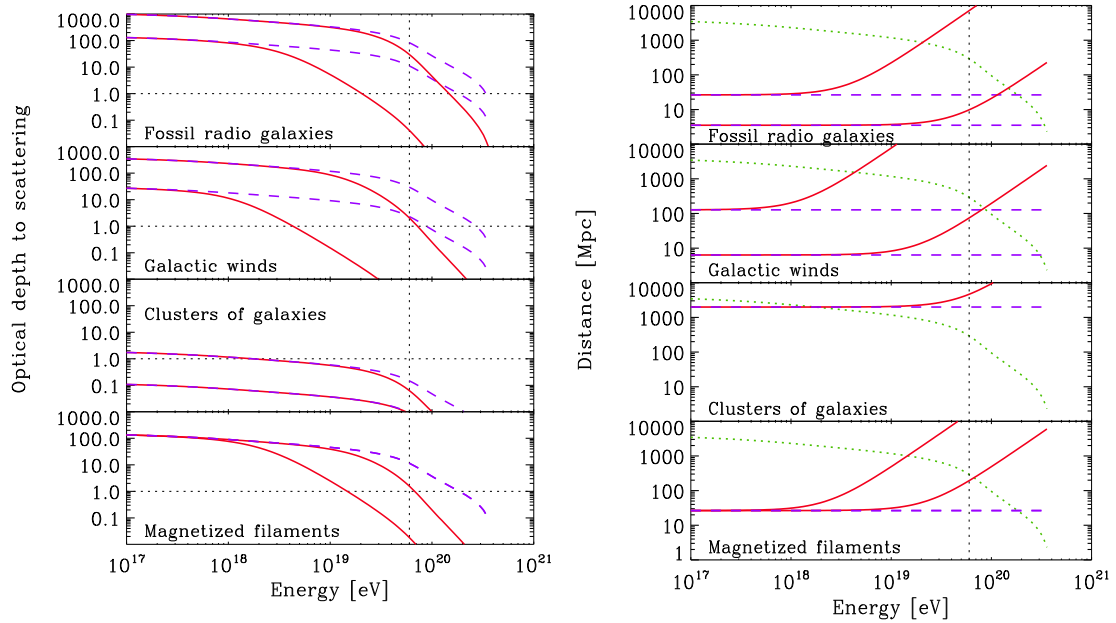 Optical depth to scattering
1000.0
100.0
10.0
1.0
0.1
Fossil radio galaxies
1000.0
100.0
10.0
1.0
0.1
Galactic winds
1000.0
100.0
10.0
1.0
0.1
Clusters of galaxies
1000.0
100.0
10.0
1.0
0.1
Magnetized filaments
10^17 10^18 10^19 10^20 10^21
Energy [eV]
Distance [Mpc]
10000
1000
100
10
Fossil radio galaxies
1000
100
10
Galactic winds
1000
100
10
Clusters of galaxies
1000
100
10
1
Magnetized filaments
10^17 10^18 10^19 10^20 10^21
Energy [eV]